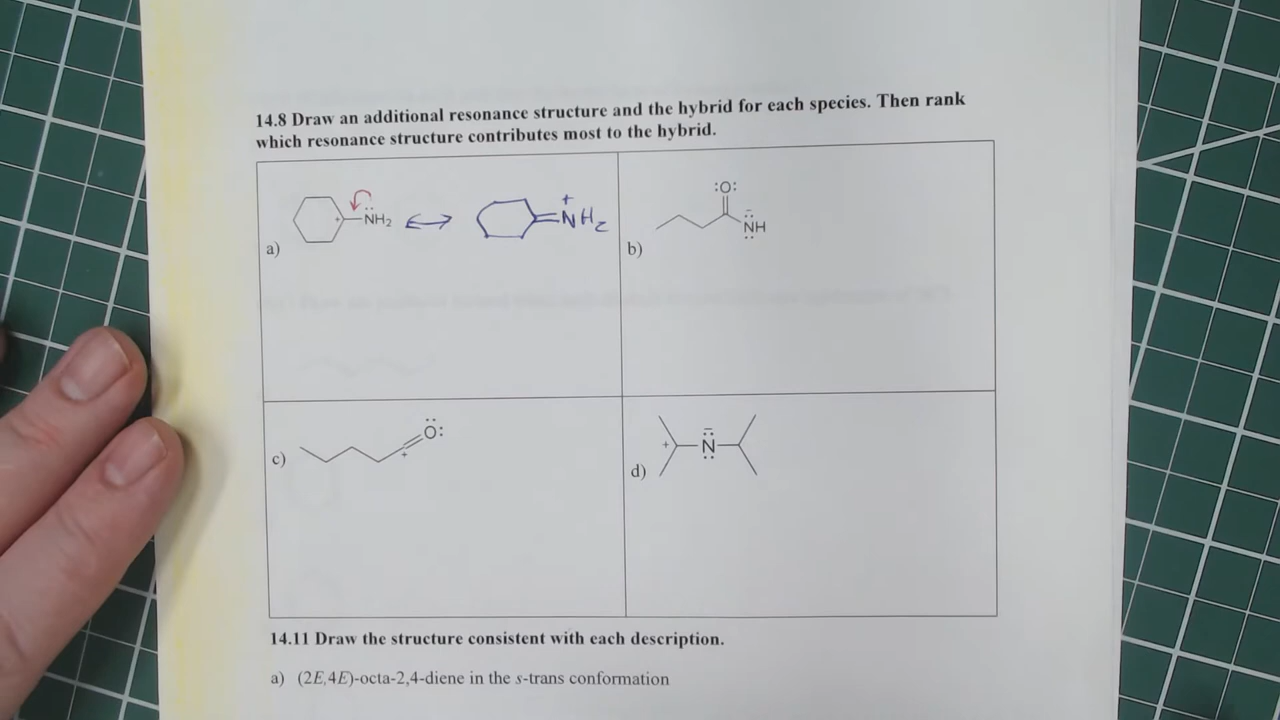 14.8 Draw an additional resonance structure and the hybrid for each species. Then rank
which resonance structure contributes most to the hybrid.
a)
+
N̈H₂
⟷
+
NH₂
b)
:O:
NH
-
c)
Ö:
+
d)
+
N
-
14.11 Draw the structure consistent with each description.
a) (2E,4E)-octa-2,4-diene in the s-trans conformation